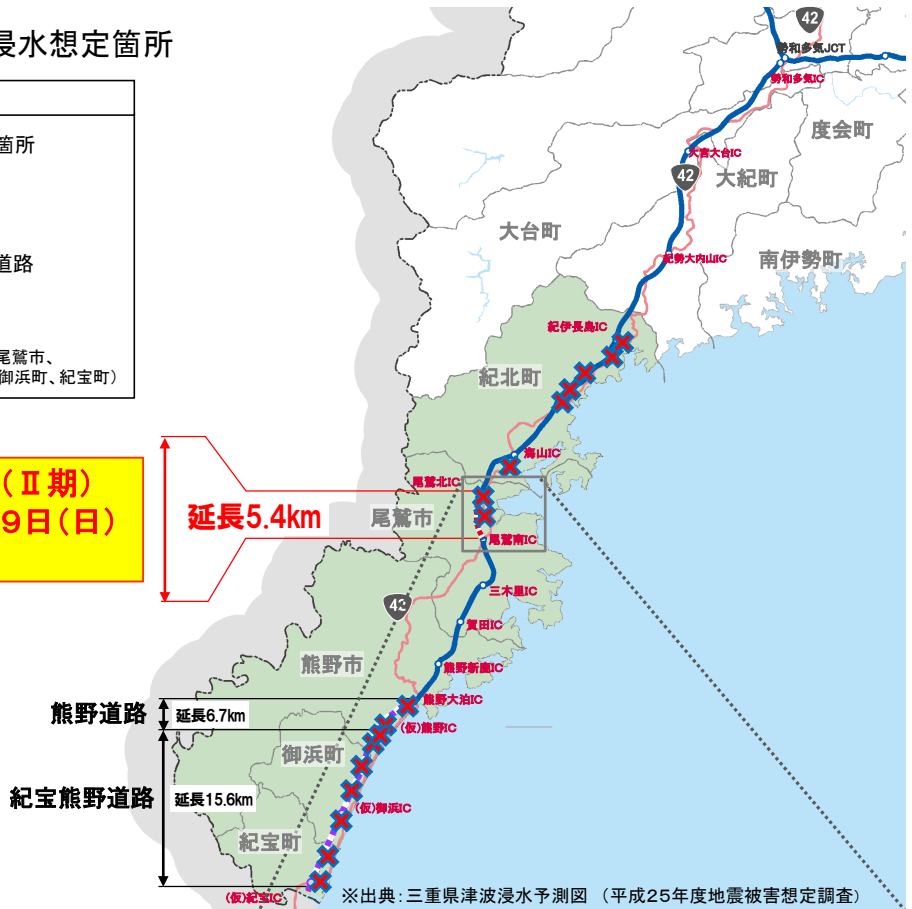 浸水想定箇所
箇所
道路
尾鷲市、
御浜町、紀宝町）
（Ⅱ期）
9日（日）
延長5.4km
42
勢和多気JCT
勢和多気IC
度会町
大宮大台IC
42
大紀町
大台町
紀勢大内山IC
南伊勢町
紀伊長島IC
紀北町
海山IC
尾鷲北IC
尾鷲市
尾鷲南IC
三木里IC
42
賀田IC
熊野市
熊野新鹿IC
熊野大泊IC
熊野道路
延長6.7km
(仮)熊野IC
御浜町
紀宝熊野道路
延長15.6km
(仮)御浜IC
紀宝町
(仮)紀宝IC
※出典：三重県津波浸水予測図 （平成25年度地震被害想定調査）